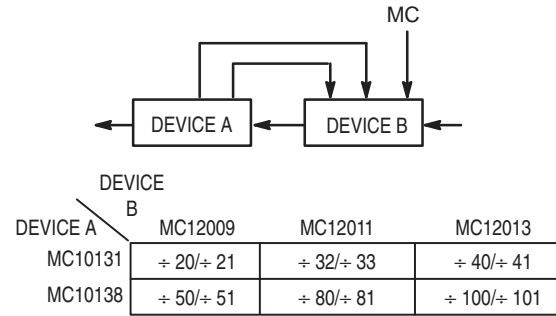 MC
DEVICE A
DEVICE B
DEVICE
B
DEVICE A
MC12009 MC12011 MC12013
MC10131 ÷ 20/÷ 21 ÷ 32/÷ 33 ÷ 40/÷ 41
MC10138 ÷ 50/÷ 51 ÷ 80/÷ 81 ÷ 100/÷ 101